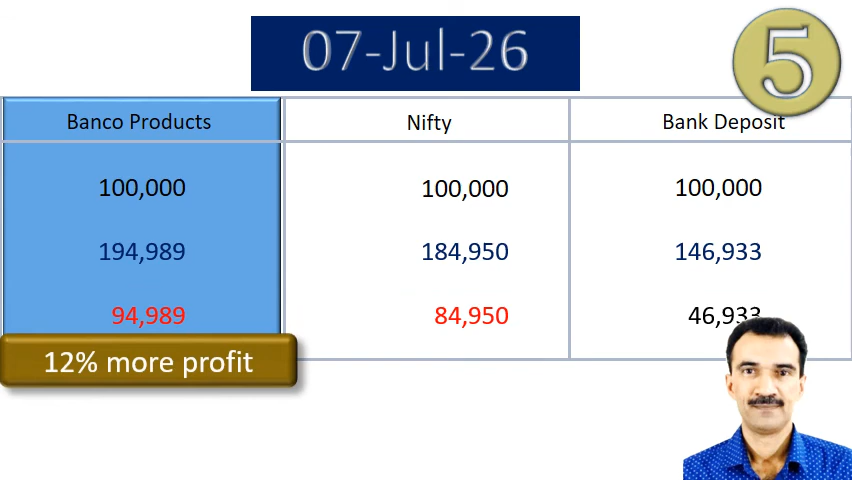 07-Jul-26
5
Banco Products Nifty Bank Deposit
100,000 100,000 100,000
194,989 184,950 146,933
94,989 84,950 46,933
12% more profit